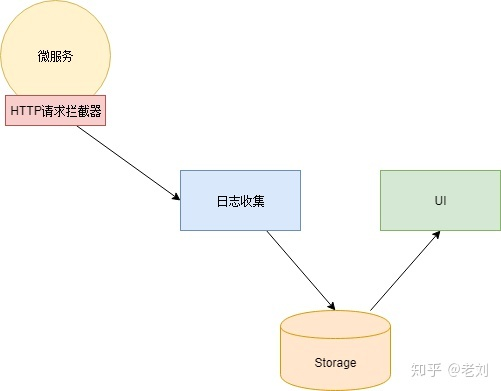 微服务
HTTP请求拦截器
日志收集
UI
Storage
知乎 @老刘